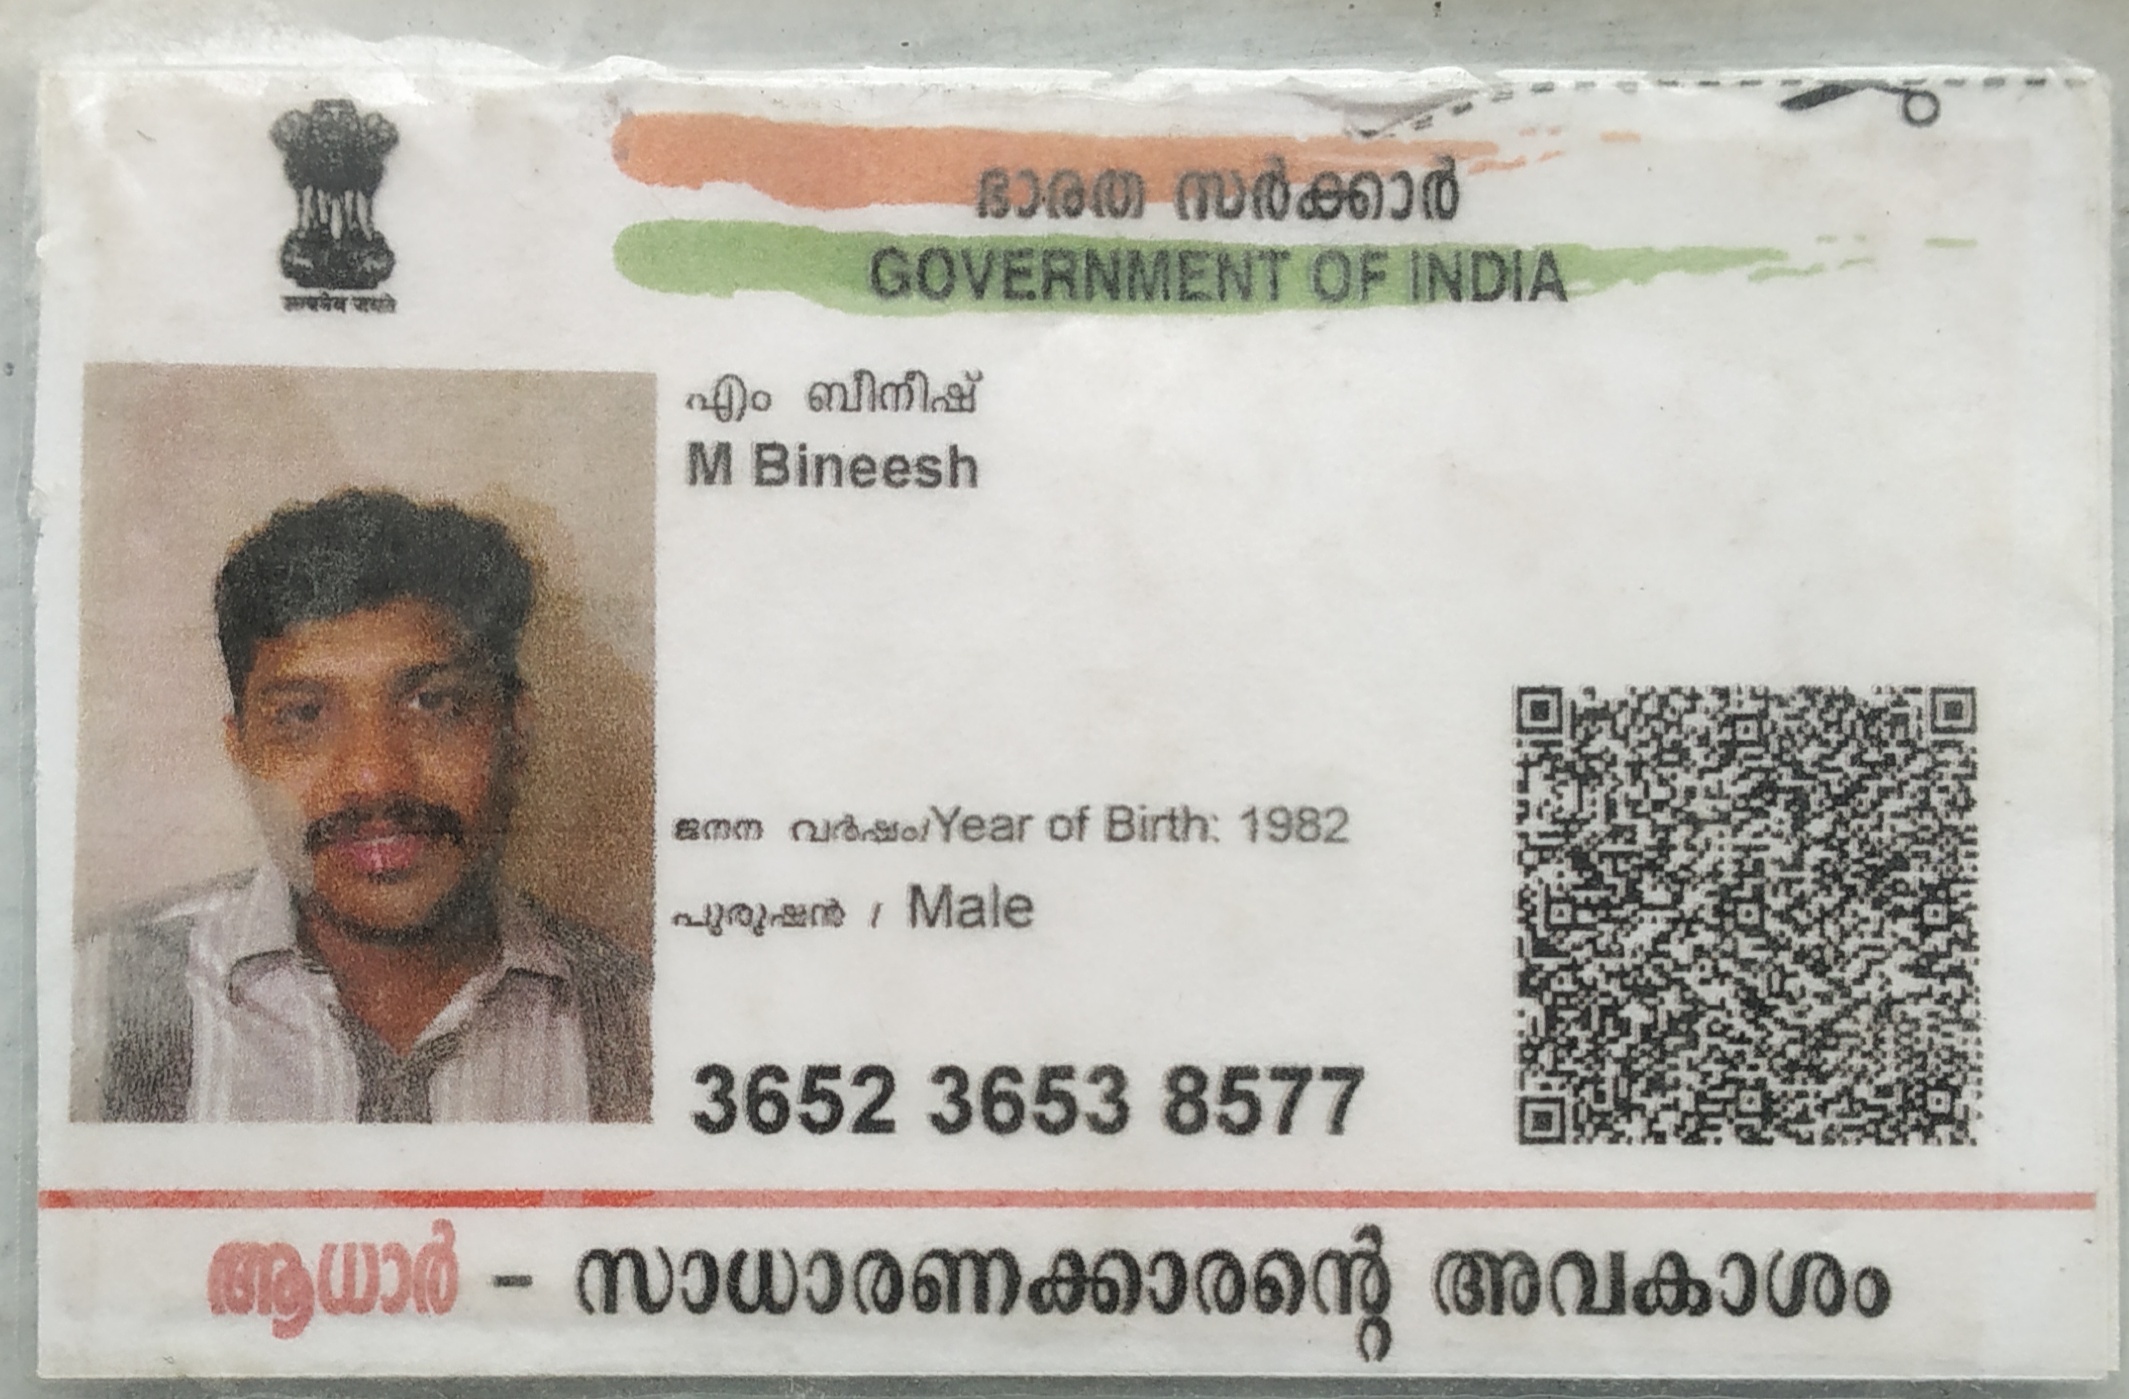 सत्यमेव जयते
ഭാരത സർക്കാർ
GOVERNMENT OF INDIA
എം ബീനീഷ്
M Bineesh
ജനന വർഷം/Year of Birth: 1982
പുരുഷൻ / Male
3652 3653 8577
ആധാർ - സാധാരണക്കാരന്റെ അവകാശം